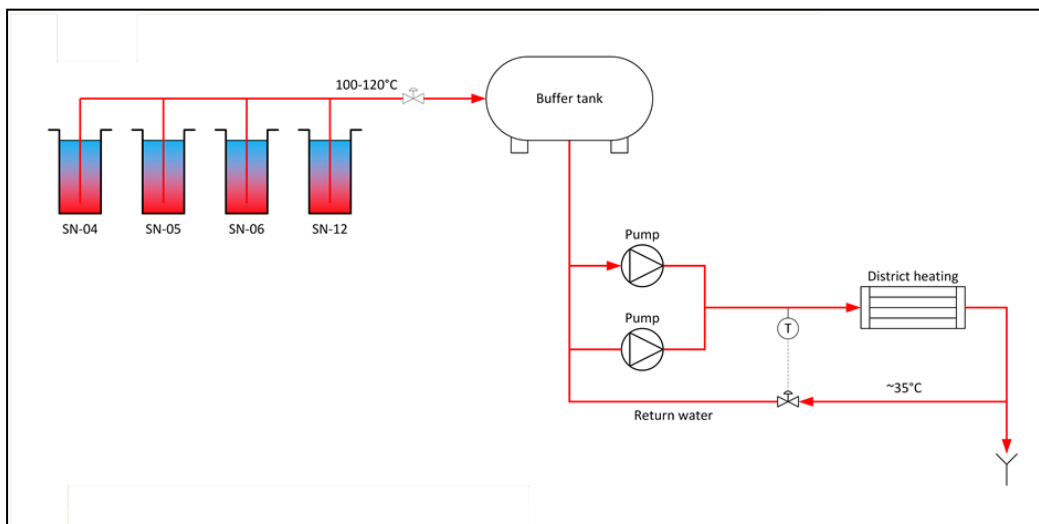 100-120°C
Buffer tank
SN-04
SN-05
SN-06
SN-12
Pump
District heating
Pump
T
~35°C
Return water